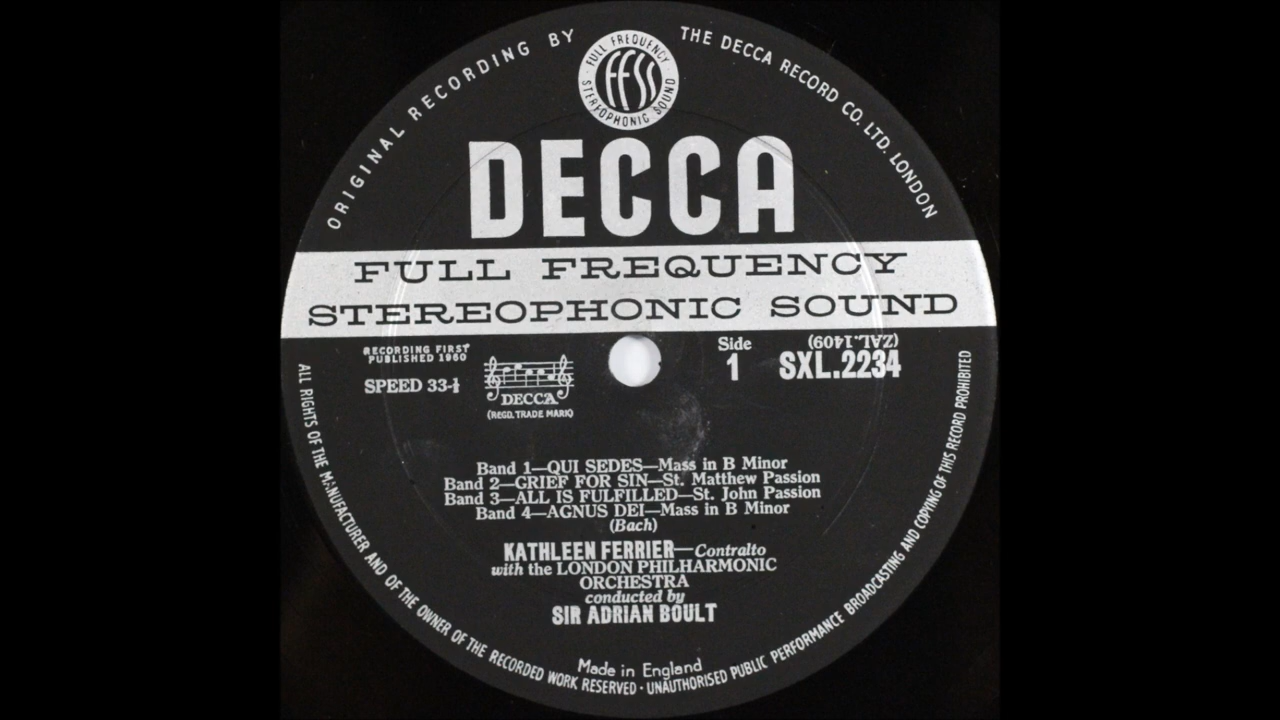 ORIGINAL RECORDING BY
THE DECCA RECORD CO. LTD. LONDON
FULL FREQUENCY
FFSS
STEREOPHONIC SOUND
DECCA
FULL FREQUENCY
STEREOPHONIC SOUND
RECORDING FIRST
PUBLISHED 1960
SPEED 33-⅓
DECCA
(REGD. TRADE MARK)
Side
1
(ZAL.1409)
SXL.2234
Band 1—QUI SEDES—Mass in B Minor
Band 2—GRIEF FOR SIN—St. Matthew Passion
Band 3—ALL IS FULFILLED—St. John Passion
Band 4—AGNUS DEI—Mass in B Minor
(Bach)
KATHLEEN FERRIER—Contralto
with the LONDON PHILHARMONIC
ORCHESTRA
conducted by
SIR ADRIAN BOULT
Made in England
ALL RIGHTS OF THE MANUFACTURER AND OF THE OWNER OF THE RECORDED WORK RESERVED · UNAUTHORISED PUBLIC PERFORMANCE BROADCASTING AND COPYING OF THIS RECORD PROHIBITED